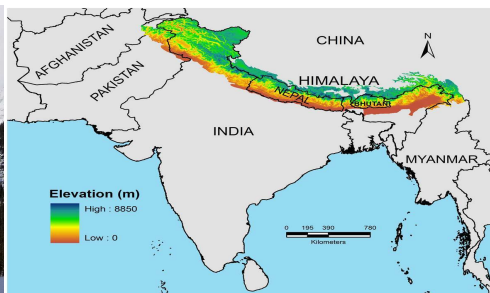 CHINA
N
AFGHANISTAN
PAKISTAN
HIMALAYA
NEPAL
BHUTAN
INDIA
MYANMAR
Elevation (m)
High : 8850
Low : 0
0 195 390 780
Kilometers